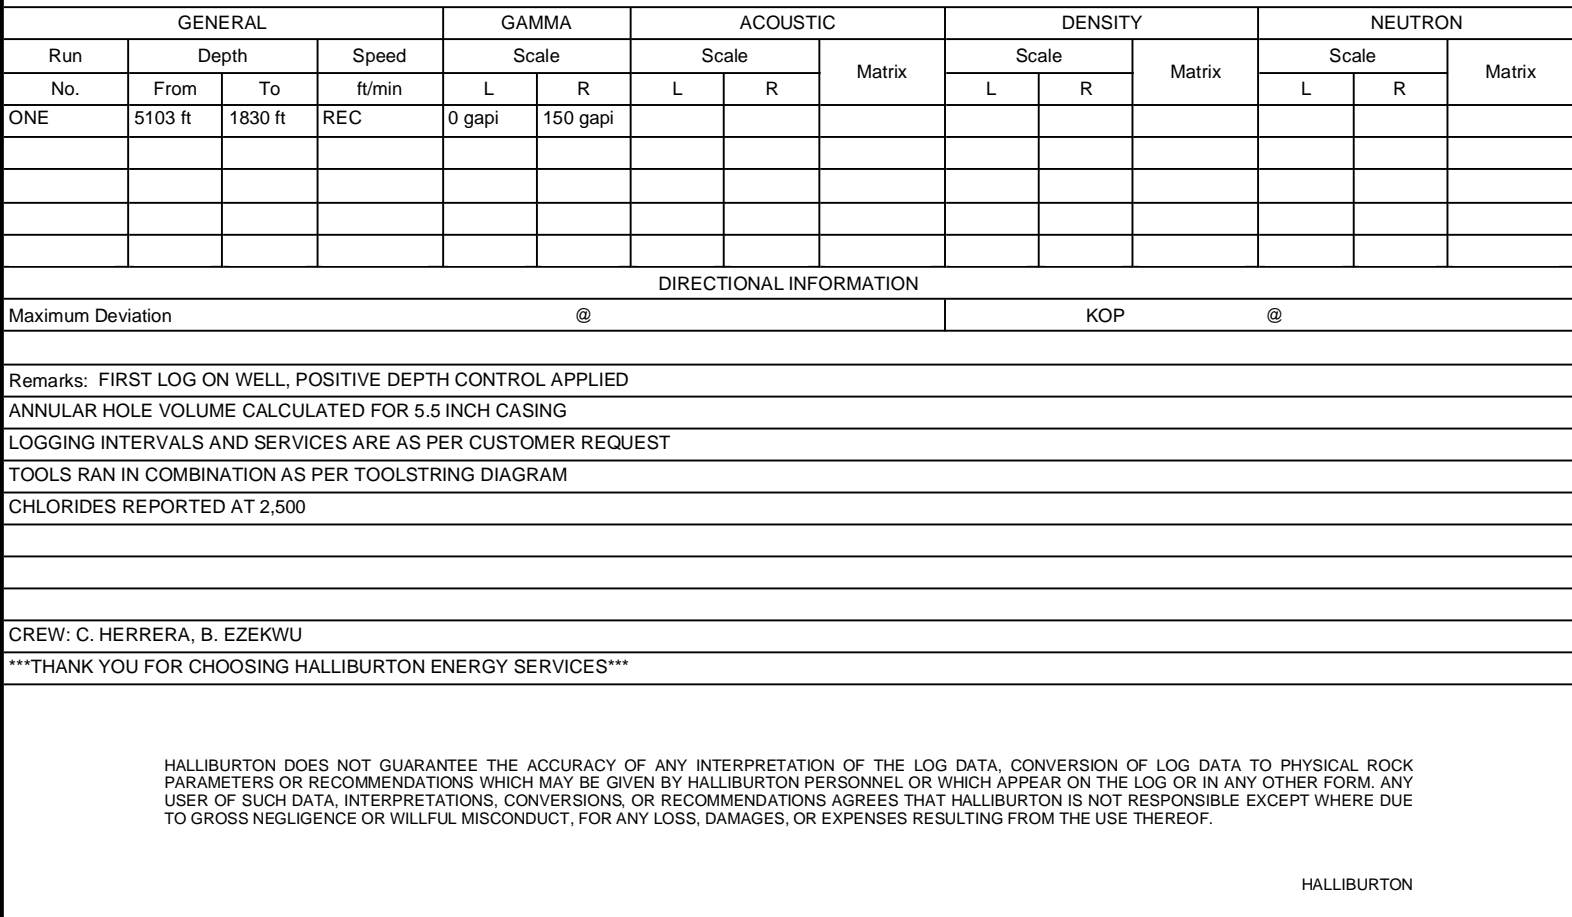 GENERAL GAMMA ACOUSTIC DENSITY NEUTRON
Run Depth Speed Scale Scale Matrix Scale Matrix Scale Matrix
No. From To ft/min L R L R L R L R
ONE 5103 ft 1830 ft REC 0 gapi 150 gapi
DIRECTIONAL INFORMATION
Maximum Deviation @ KOP @
Remarks: FIRST LOG ON WELL, POSITIVE DEPTH CONTROL APPLIED
ANNULAR HOLE VOLUME CALCULATED FOR 5.5 INCH CASING
LOGGING INTERVALS AND SERVICES ARE AS PER CUSTOMER REQUEST
TOOLS RAN IN COMBINATION AS PER TOOLSTRING DIAGRAM
CHLORIDES REPORTED AT 2,500
CREW: C. HERRERA, B. EZEKWU
***THANK YOU FOR CHOOSING HALLIBURTON ENERGY SERVICES***
HALLIBURTON DOES NOT GUARANTEE THE ACCURACY OF ANY INTERPRETATION OF THE LOG DATA, CONVERSION OF LOG DATA TO PHYSICAL ROCK
PARAMETERS OR RECOMMENDATIONS WHICH MAY BE GIVEN BY HALLIBURTON PERSONNEL OR WHICH APPEAR ON THE LOG OR IN ANY OTHER FORM. ANY
USER OF SUCH DATA, INTERPRETATIONS, CONVERSIONS, OR RECOMMENDATIONS AGREES THAT HALLIBURTON IS NOT RESPONSIBLE EXCEPT WHERE DUE
TO GROSS NEGLIGENCE OR WILLFUL MISCONDUCT, FOR ANY LOSS, DAMAGES, OR EXPENSES RESULTING FROM THE USE THEREOF.
HALLIBURTON